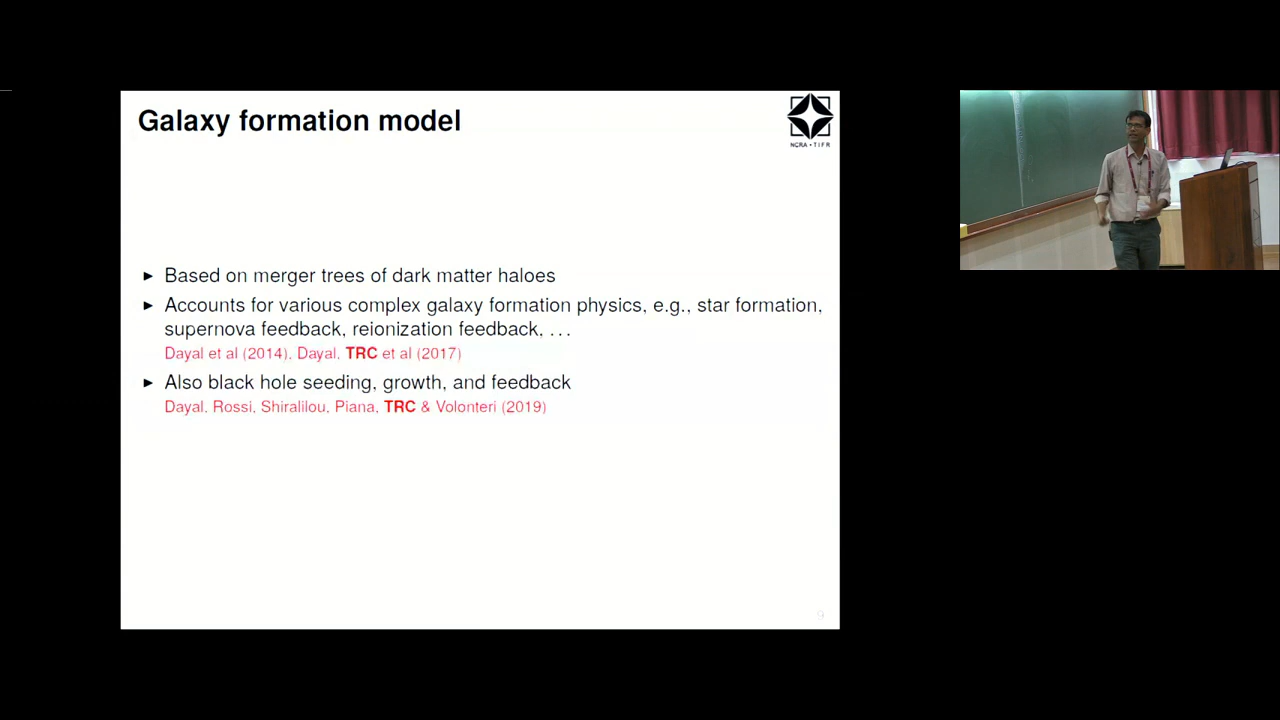 Galaxy formation model
NCRA • TIFR
► Based on merger trees of dark matter haloes
► Accounts for various complex galaxy formation physics, e.g., star formation,
supernova feedback, reionization feedback, ...
Dayal et al (2014), Dayal, TRC et al (2017)
► Also black hole seeding, growth, and feedback
Dayal, Rossi, Shiralilou, Piana, TRC & Volonteri (2019)
9